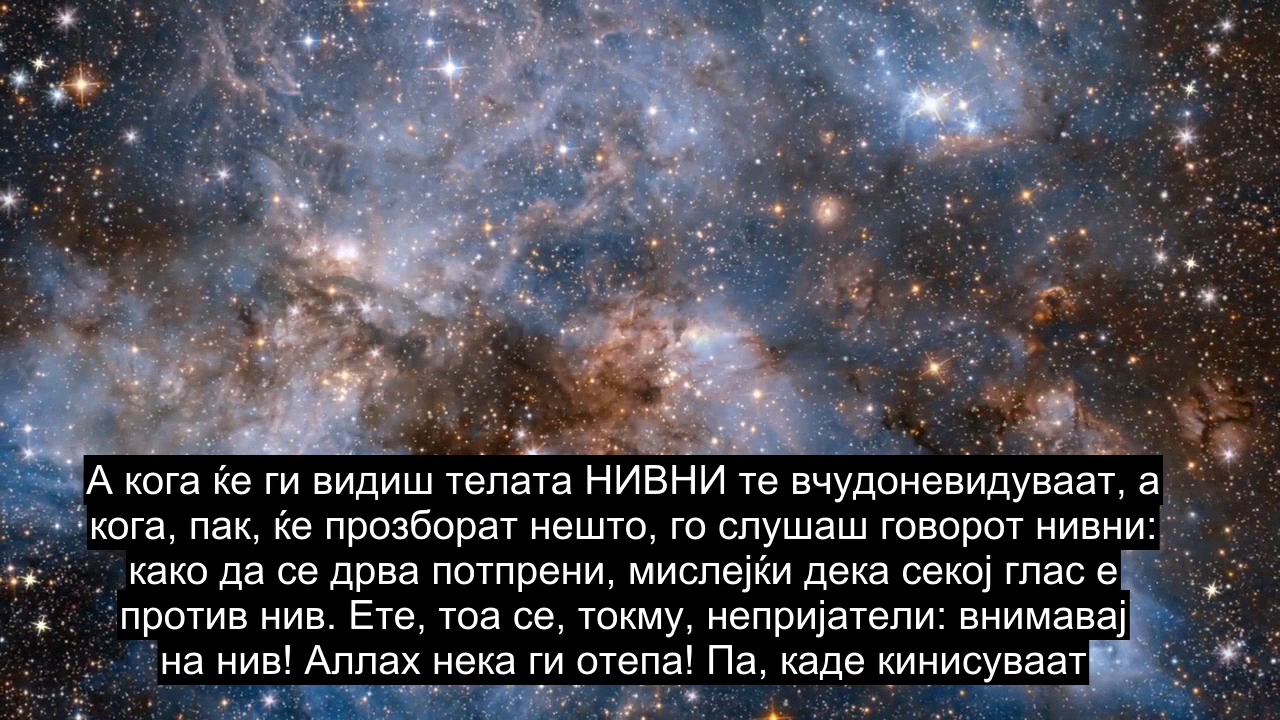 А кога ќе ги видиш телата НИВНИ те вчудоневидуваат, а
кога, пак, ќе прозборат нешто, го слушаш говорот нивни:
како да се дрва потпрени, мислејќи дека секој глас е
против нив. Ете, тоа се, токму, непријатели: внимавај
на нив! Аллах нека ги отепа! Па, каде кинисуваат